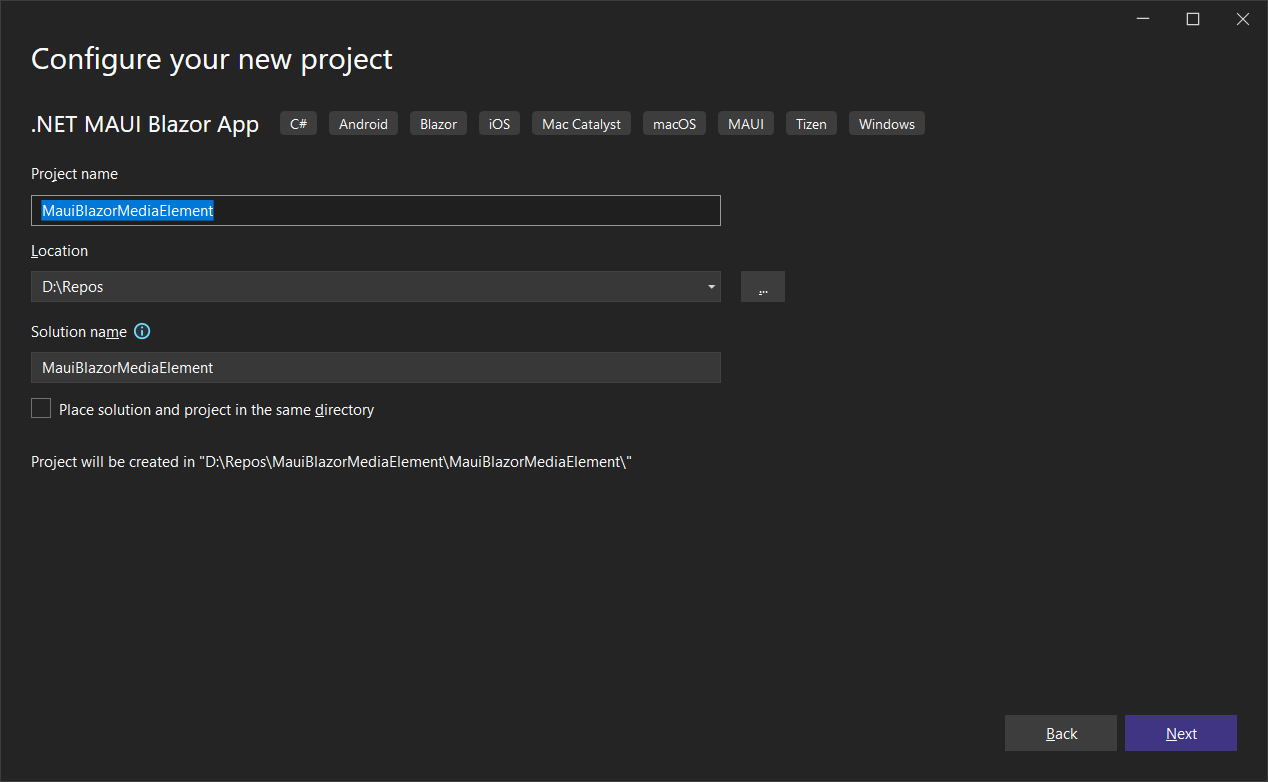 Configure your new project
.NET MAUI Blazor App C# Android Blazor iOS Mac Catalyst macOS MAUI Tizen Windows
Project name
MauiBlazorMediaElement
Location
D:\Repos
...
Solution name
MauiBlazorMediaElement
Place solution and project in the same directory
Project will be created in "D:\Repos\MauiBlazorMediaElement\MauiBlazorMediaElement\"
Back Next